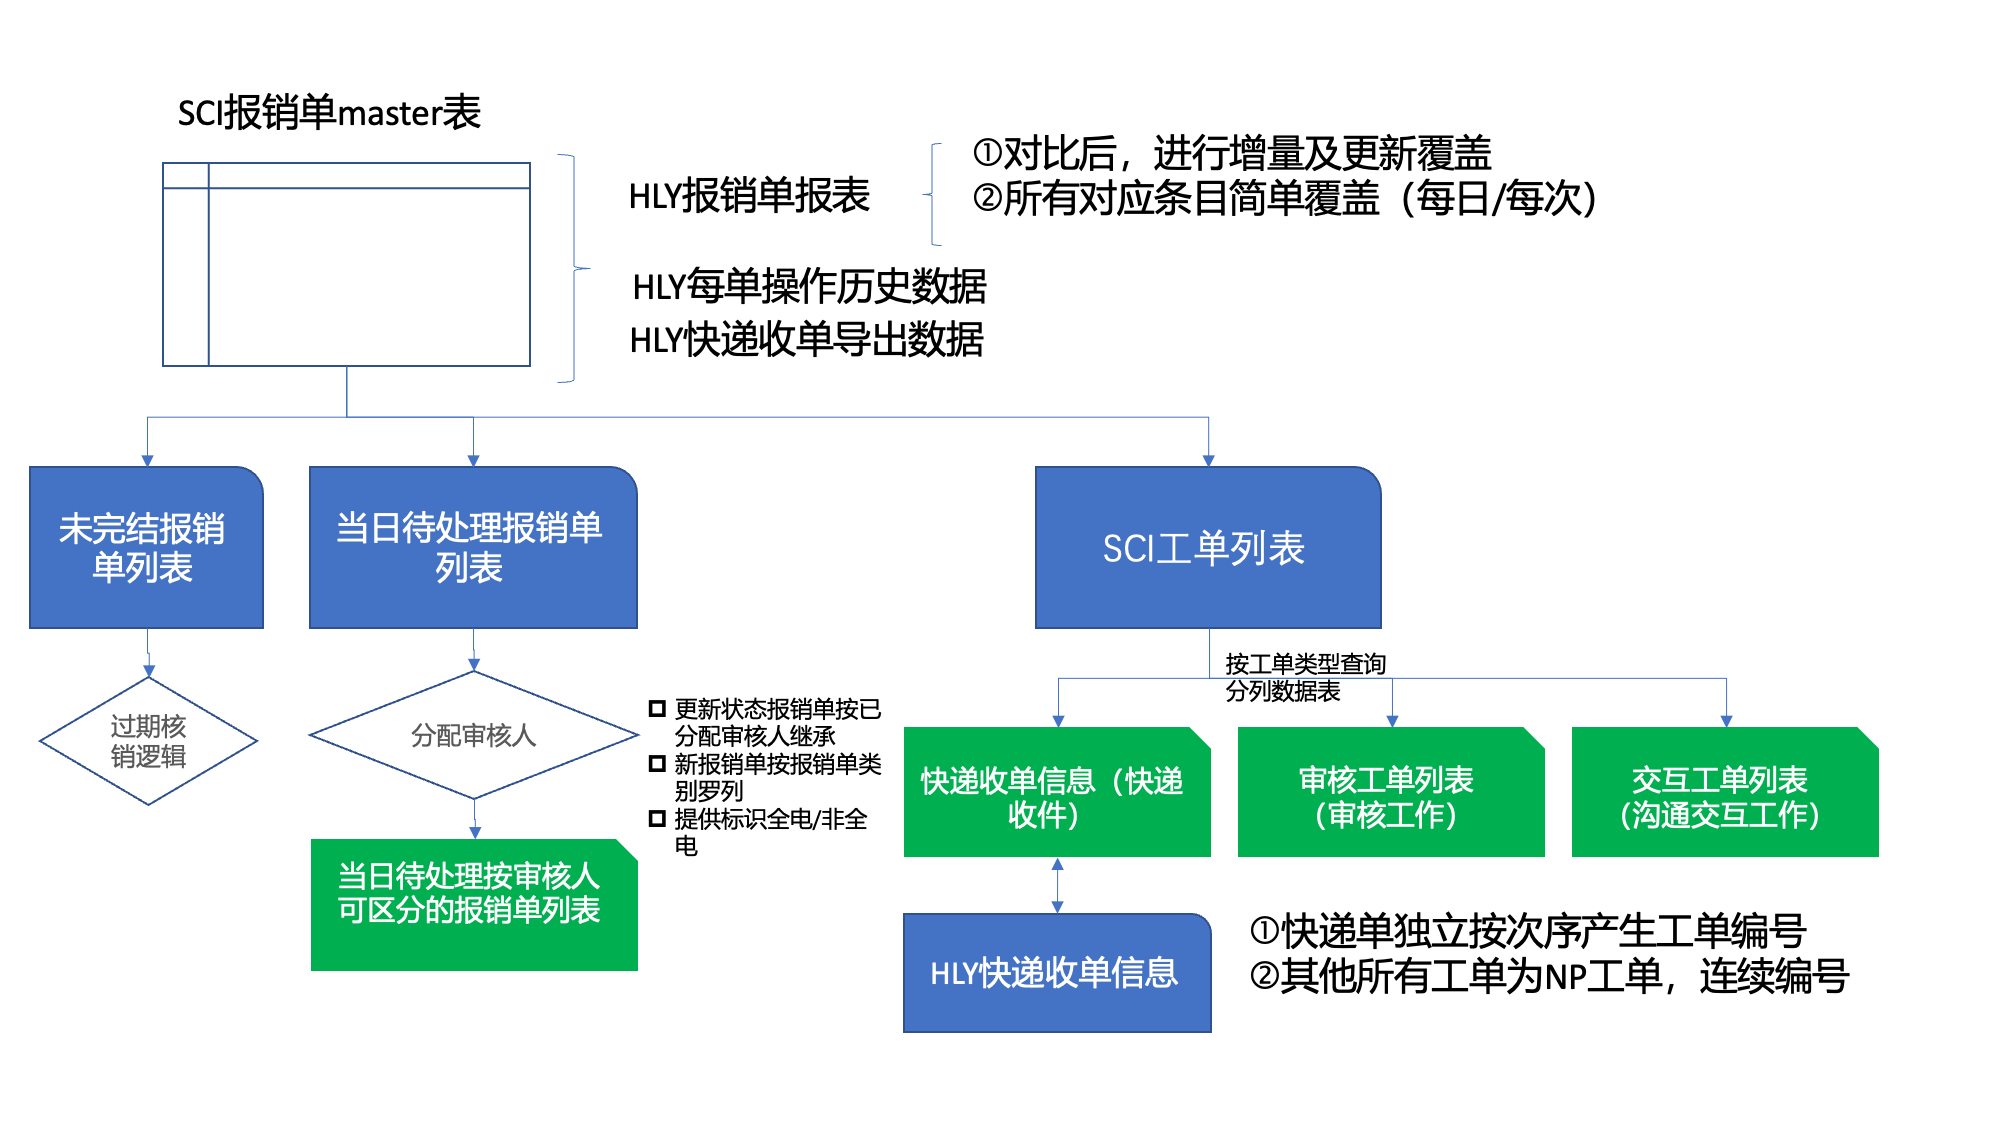 SCI报销单master表
HLY报销单报表
①对比后，进行增量及更新覆盖
②所有对应条目简单覆盖（每日/每次）
HLY每单操作历史数据
HLY快递收单导出数据
未完结报销
单列表
当日待处理报销单
列表
SCI工单列表
过期核
销逻辑
分配审核人
更新状态报销单按已
分配审核人继承
新报销单按报销单类
别罗列
提供标识全电/非全
电
当日待处理按审核人
可区分的报销单列表
按工单类型查询
分列数据表
快递收单信息（快递
收件）
审核工单列表
（审核工作）
交互工单列表
（沟通交互工作）
HLY快递收单信息
①快递单独立按次序产生工单编号
②其他所有工单为NP工单，连续编号